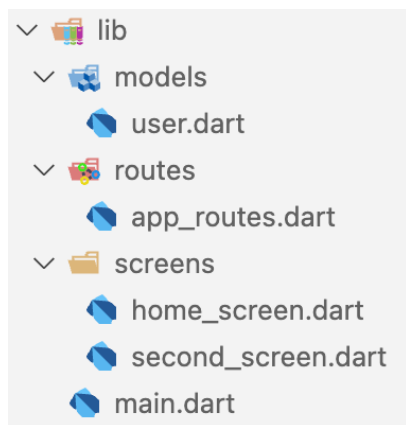 lib
models
user.dart
routes
app_routes.dart
screens
home_screen.dart
second_screen.dart
main.dart